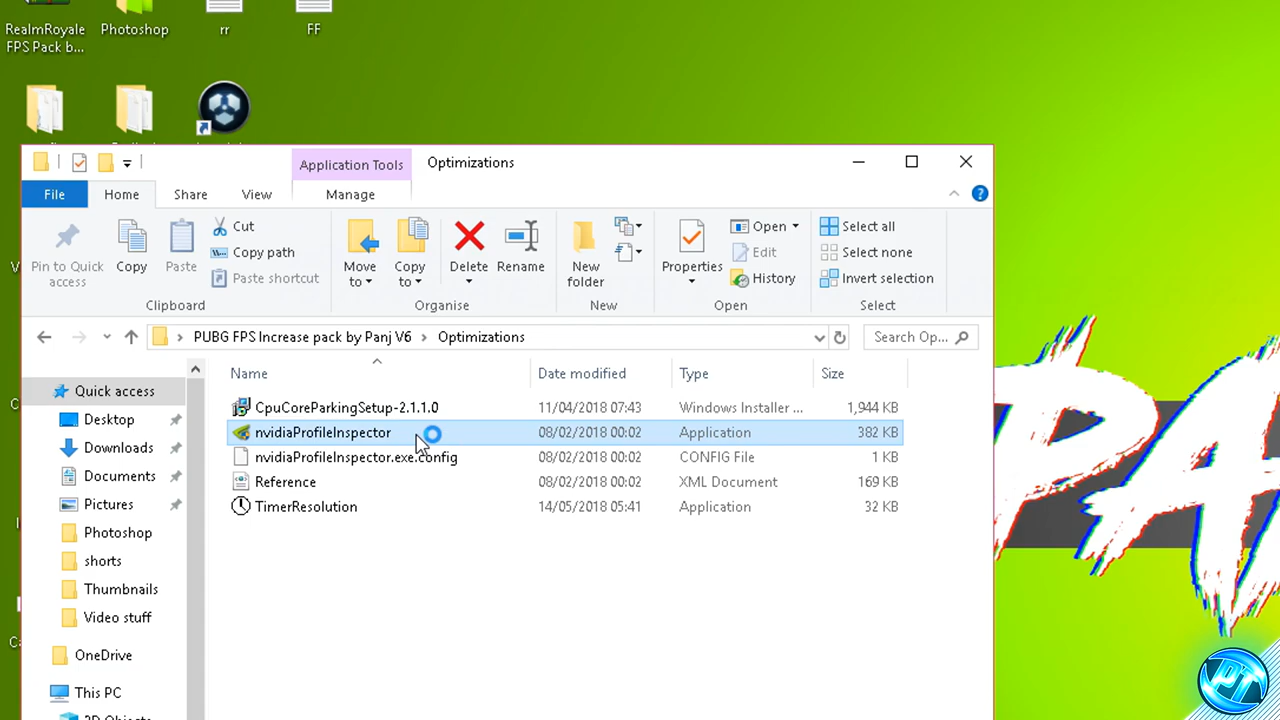 RealmRoyale
FPS Pack b...
Photoshop
rr
FF
Application Tools
Optimizations
File
Home
Share
View
Manage
Pin to Quick
access
Copy
Paste
Cut
Copy path
Paste shortcut
Move
to
Copy
to
Delete
Rename
New
folder
Properties
Open
Edit
History
Select all
Select none
Invert selection
Clipboard
Organise
New
Open
Select
PUBG FPS Increase pack by Panj V6 > Optimizations
Search Op...
Name
Date modified
Type
Size
Quick access
Desktop
Downloads
Documents
Pictures
Photoshop
shorts
Thumbnails
Video stuff
OneDrive
This PC
3D Objects
CpuCoreParkingSetup-2.1.1.0 11/04/2018 07:43 Windows Installer ... 1,944 KB
nvidiaProfileInspector 08/02/2018 00:02 Application 382 KB
nvidiaProfileInspector.exe.config 08/02/2018 00:02 CONFIG File 1 KB
Reference 08/02/2018 00:02 XML Document 169 KB
TimerResolution 14/05/2018 05:41 Application 32 KB
PA
PT